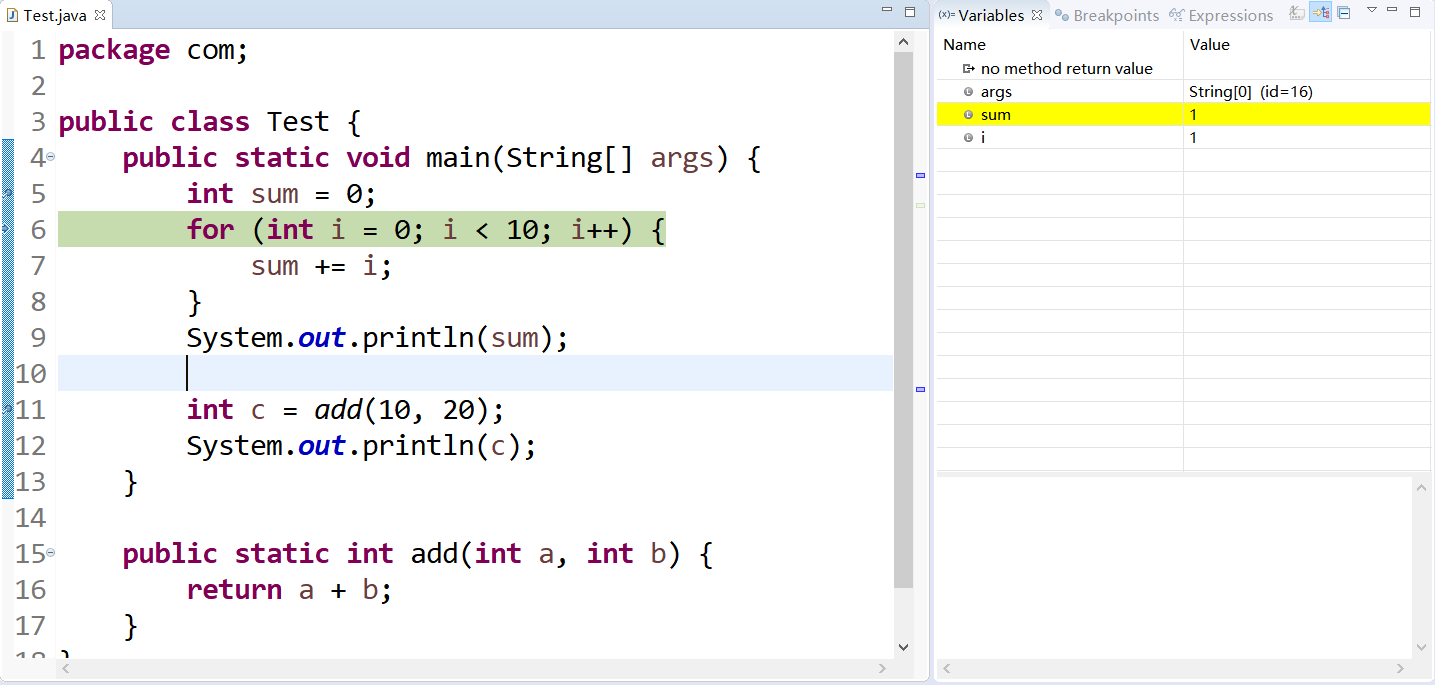 Test.java
1 package com;
2
3 public class Test {
4     public static void main(String[] args) {
5         int sum = 0;
6         for (int i = 0; i < 10; i++) {
7             sum += i;
8         }
9         System.out.println(sum);
10
11         int c = add(10, 20);
12         System.out.println(c);
13     }
14
15     public static int add(int a, int b) {
16         return a + b;
17     }
18 }
(x)= Variables Breakpoints Expressions
Name Value
no method return value
args String[0] (id=16)
sum 1
i 1